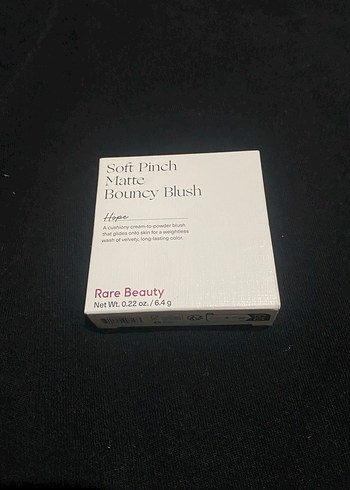 Soft Pinch
Matte
Bouncy Blush
Hope
A cushiony cream-to-powder blush
that glides onto skin for a weightless
wash of velvety, long-lasting color.
Rare Beauty
Net Wt. 0.22 oz. / 6.4 g